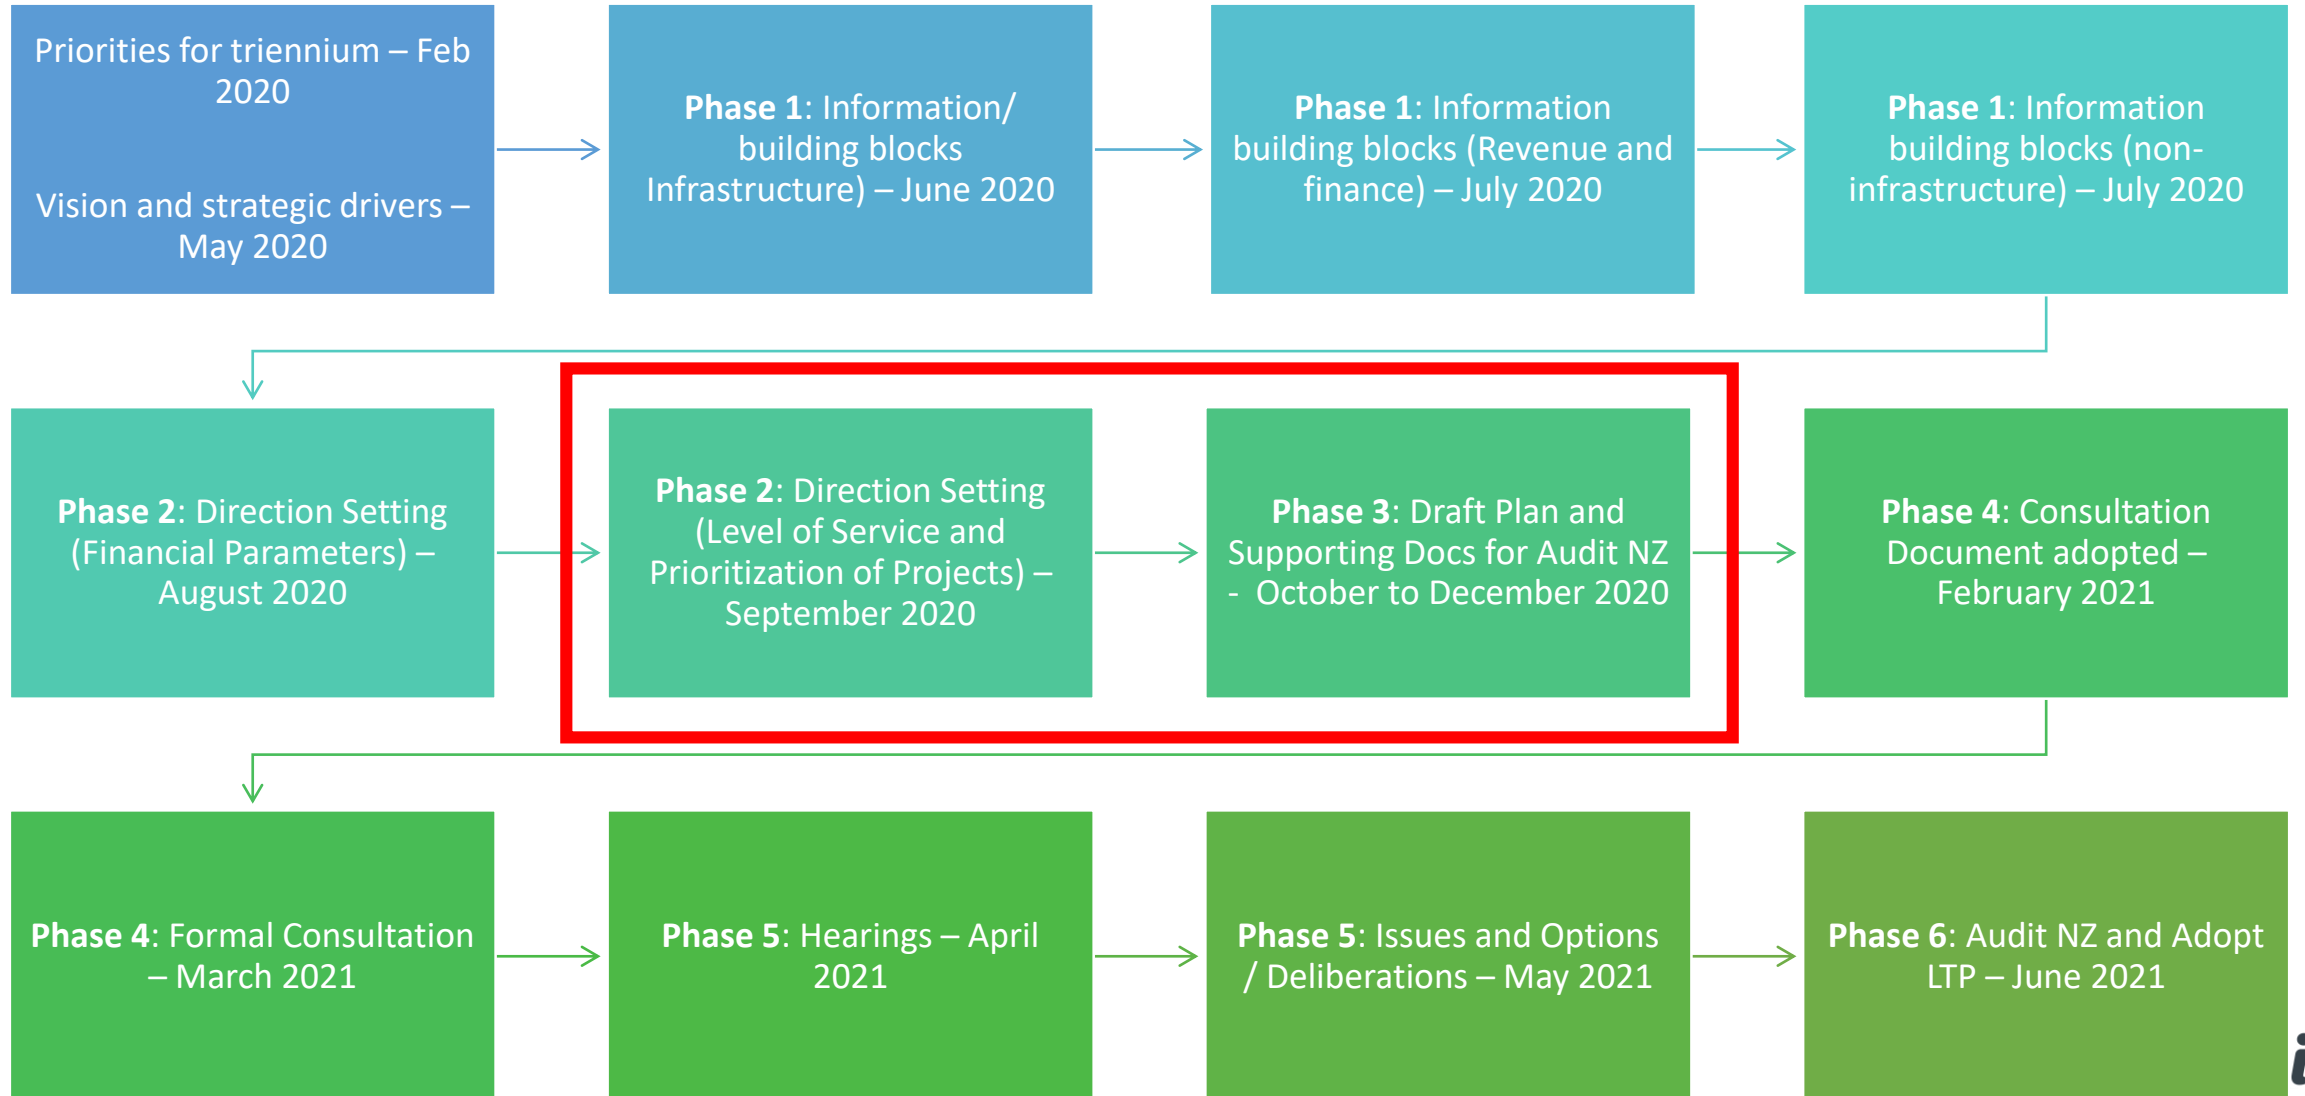 Priorities for triennium – Feb
2020
Vision and strategic drivers –
May 2020
Phase 1: Information/
building blocks
Infrastructure) – June 2020
Phase 1: Information
building blocks (Revenue and
finance) – July 2020
Phase 1: Information
building blocks (non-
infrastructure) – July 2020
Phase 2: Direction Setting
(Financial Parameters) –
August 2020
Phase 2: Direction Setting
(Level of Service and
Prioritization of Projects) –
September 2020
Phase 3: Draft Plan and
Supporting Docs for Audit NZ
- October to December 2020
Phase 4: Consultation
Document adopted –
February 2021
Phase 4: Formal Consultation
– March 2021
Phase 5: Hearings – April
2021
Phase 5: Issues and Options
/ Deliberations – May 2021
Phase 6: Audit NZ and Adopt
LTP – June 2021